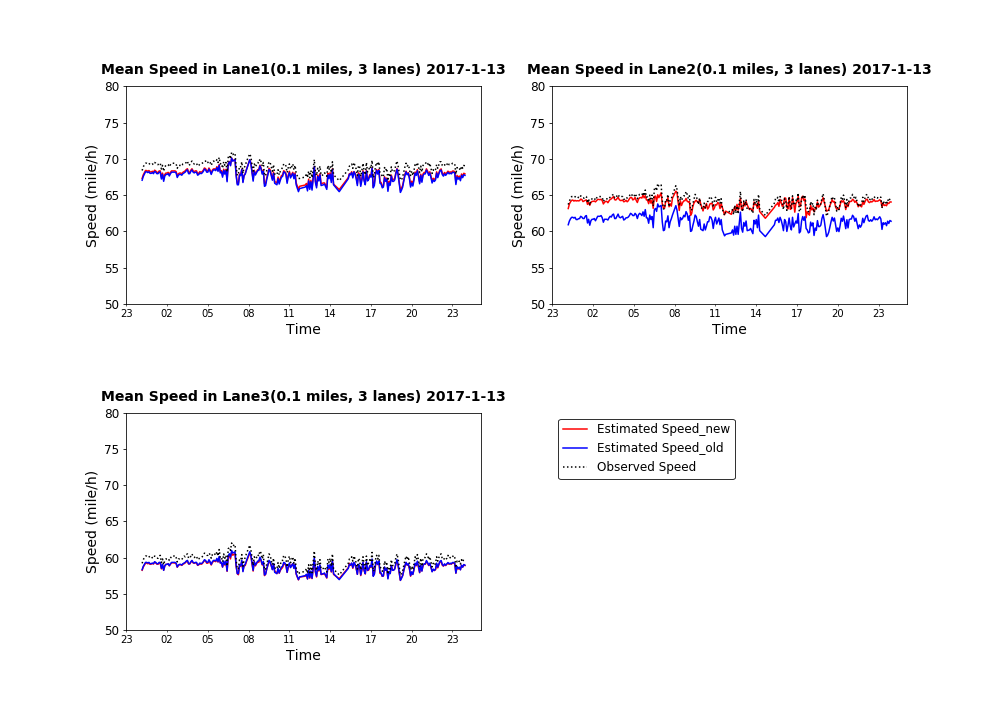 Mean Speed in Lane1(0.1 miles, 3 lanes) 2017-1-13
80
75
70
65
60
55
50
Speed (mile/h)
23 02 05 08 11 14 17 20 23
Time
Mean Speed in Lane2(0.1 miles, 3 lanes) 2017-1-13
80
75
70
65
60
55
50
Speed (mile/h)
23 02 05 08 11 14 17 20 23
Time
Mean Speed in Lane3(0.1 miles, 3 lanes) 2017-1-13
80
75
70
65
60
55
50
Speed (mile/h)
23 02 05 08 11 14 17 20 23
Time
Estimated Speed_new
Estimated Speed_old
Observed Speed